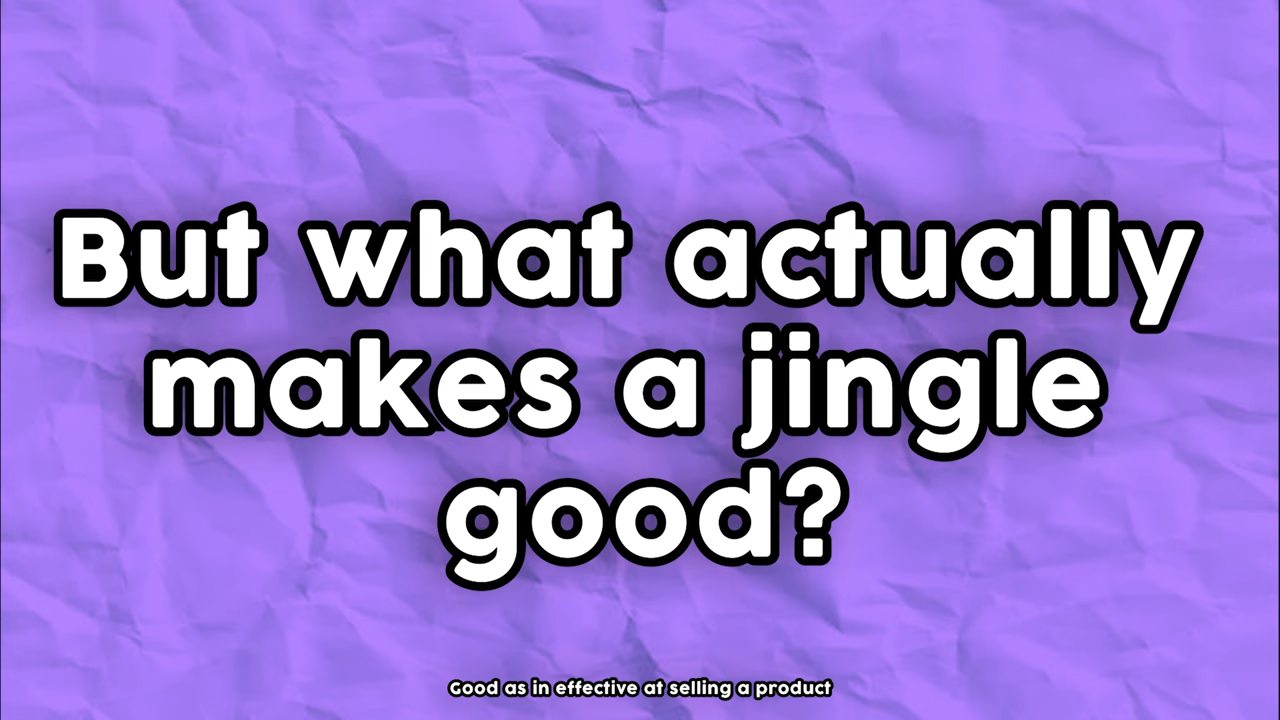 But what actually
makes a jingle
good?
Good as in effective at selling a product